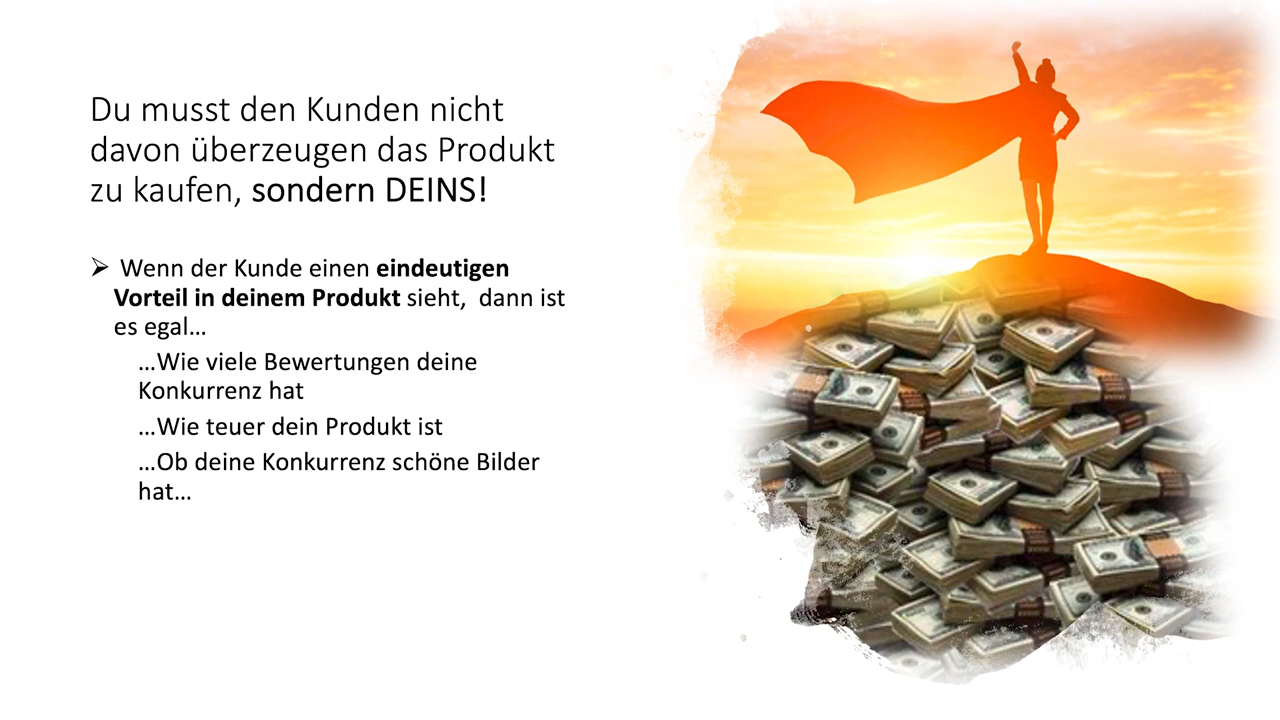 Du musst den Kunden nicht
davon überzeugen das Produkt
zu kaufen, sondern DEINS!
➢ Wenn der Kunde einen eindeutigen
Vorteil in deinem Produkt sieht,  dann ist
es egal…
…Wie viele Bewertungen deine
Konkurrenz hat
…Wie teuer dein Produkt ist
…Ob deine Konkurrenz schöne Bilder
hat…